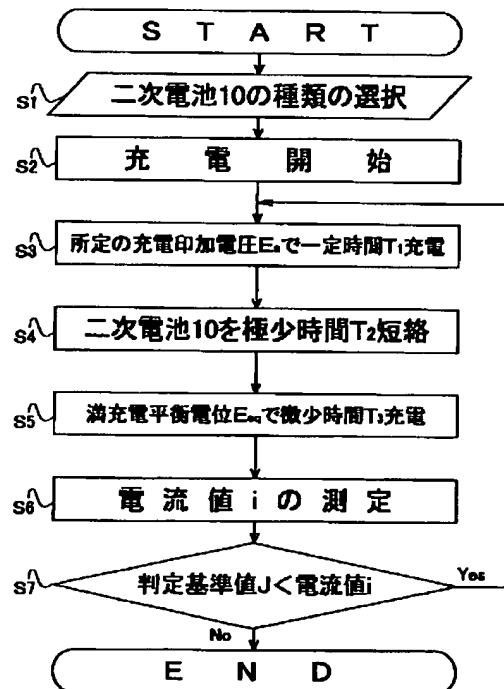 START
S1 二次電池10の種類の選択
S2 充電開始
S3 所定の充電印加電圧Eaで一定時間T1充電
S4 二次電池10を極少時間T2短絡
S5 満充電平衡電位Eeqで微少時間T3充電
S6 電流値iの測定
S7 判定基準値J<電流値i Yes
No
END